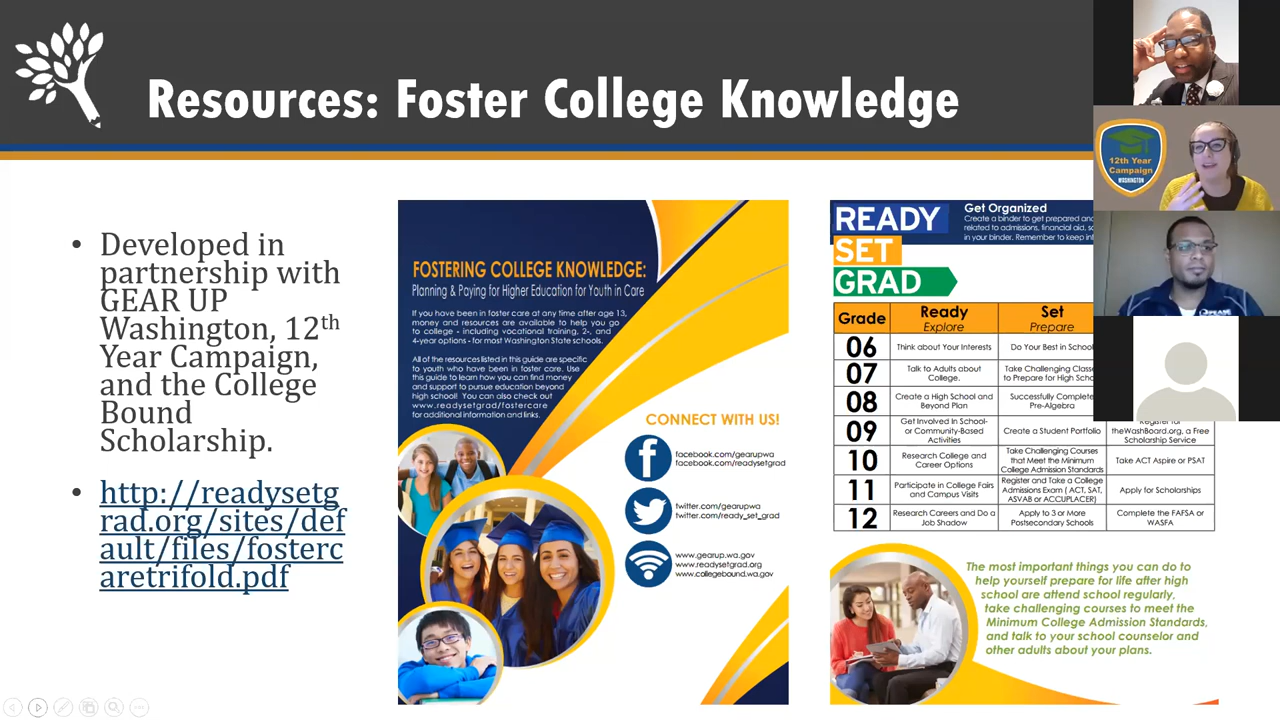 Resources: Foster College Knowledge
• Developed in
partnership with
GEAR UP
Washington, 12th
Year Campaign,
and the College
Bound
Scholarship.
• http://readysetg
rad.org/sites/def
ault/files/fosterc
aretrifold.pdf
FOSTERING COLLEGE KNOWLEDGE:
Planning & Paying for Higher Education for Youth in Care
If you have been in foster care at any time after age 13,
money and resources are available to help you go
to college - including vocational training, 2-, and
4-year options - for most Washington State schools.
All of the resources listed in this guide are specific
to youth who have been in foster care. Use
this guide to learn how you can find money
and support to pursue education beyond
high school! You can also check out
www.readysetgrad/fostercare
for additional information and links.
CONNECT WITH US!
facebook.com/gearupwa
facebook.com/readysetgrad
twitter.com/gearupwa
twitter.com/ready_set_grad
www.gearup.wa.gov
www.readysetgrad.org
www.collegebound.wa.gov
READY
SET
GRAD
Get Organized
Create a binder to get prepared and
related to admissions, financial aid,
in your binder. Remember to keep
Grade Ready Explore Set Prepare
06 Think about Your Interests Do Your Best in School
07 Talk to Adults about College. Take Challenging to Prepare for High
08 Create a High School and Beyond Plan Successfully Complete Pre-Algebra
09 Get Involved In School- or Community-Based Activities Create a Student Portfolio Register for theWashBoard.org, a Free Scholarship Service
10 Research College and Career Options Take Challenging Courses that Meet the Minimum College Admission Standards Take ACT Aspire or PSAT
11 Participate in College Fairs and Campus Visits Register and Take a College Admissions Exam ( ACT, SAT, ASVAB or ACCUPLACER) Apply for Scholarships
12 Research Careers and Do a Job Shadow Apply to 3 or More Postsecondary Schools Complete the FAFSA or WASFA
The most important things you can do to
help yourself prepare for life after high
school are attend school regularly,
take challenging courses to meet the
Minimum College Admission Standards,
and talk to your school counselor and
other adults about your plans.
12th Year
Campaign
WASHINGTON